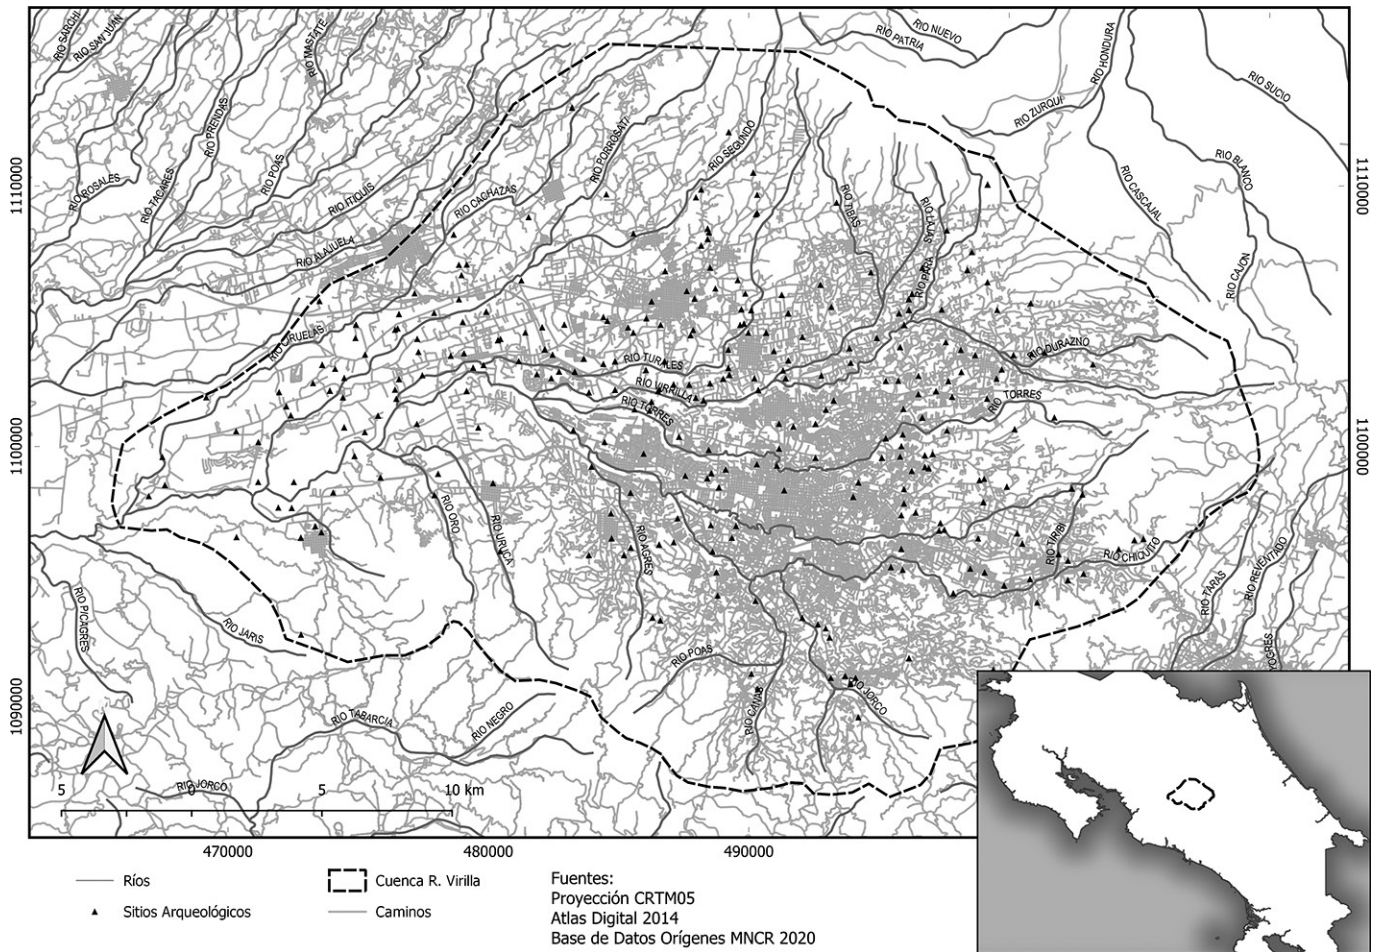 RIO SARCHI
RIO SAN JUAN
RIO MASTATE
RIO NUEVO
RIO PATRIA
RIO HONDURA
RIO SUCIO
RIO ZURQUI
RIO PRENDAS
RIO POAS
RIO PORROSATI
RIO SEGUNDO
RIO BLANCO
RIO CASCAJAL
1110000
1110000
RIO ROSALES
RIO TACARES
RIO ITIQUIS
RIO CACHAZAS
RIO TIBAS
RIO LAJAS
RIO ALAJUELA
RIO PARA
RIO CAJON
RIO CIRUELAS
RIO TURALES
RIO DURAZNO
RIO VIRRILLA
RIO TORRES
RIO TORRES
1100000
1100000
RIO ORO
RIO URUCA
RIO AGRES
RIO TIRIBI
RIO CHIQUITO
RIO TARAS
RIO REVENTADO
RIO PICAGRES
RIO JARIS
RIO POAS
RIO CAÑAS
RIO JORCO
1090000
RIO TABARCIA
RIO NEGRO
RIO JORCO
5
0
5
10 km
470000
480000
490000
Ríos
Cuenca R. Virilla
Sitios Arqueológicos
Caminos
Fuentes:
Proyección CRTM05
Atlas Digital 2014
Base de Datos Orígenes MNCR 2020